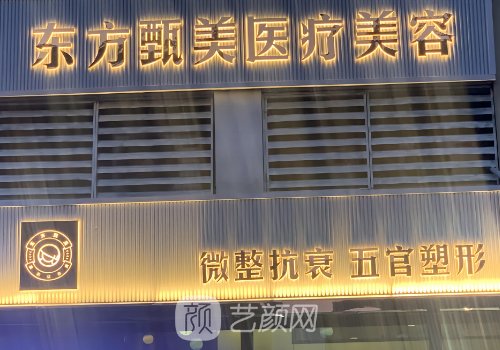 东方甄美医疗美容
微整抗衰 五官塑形
颜 艺颜网